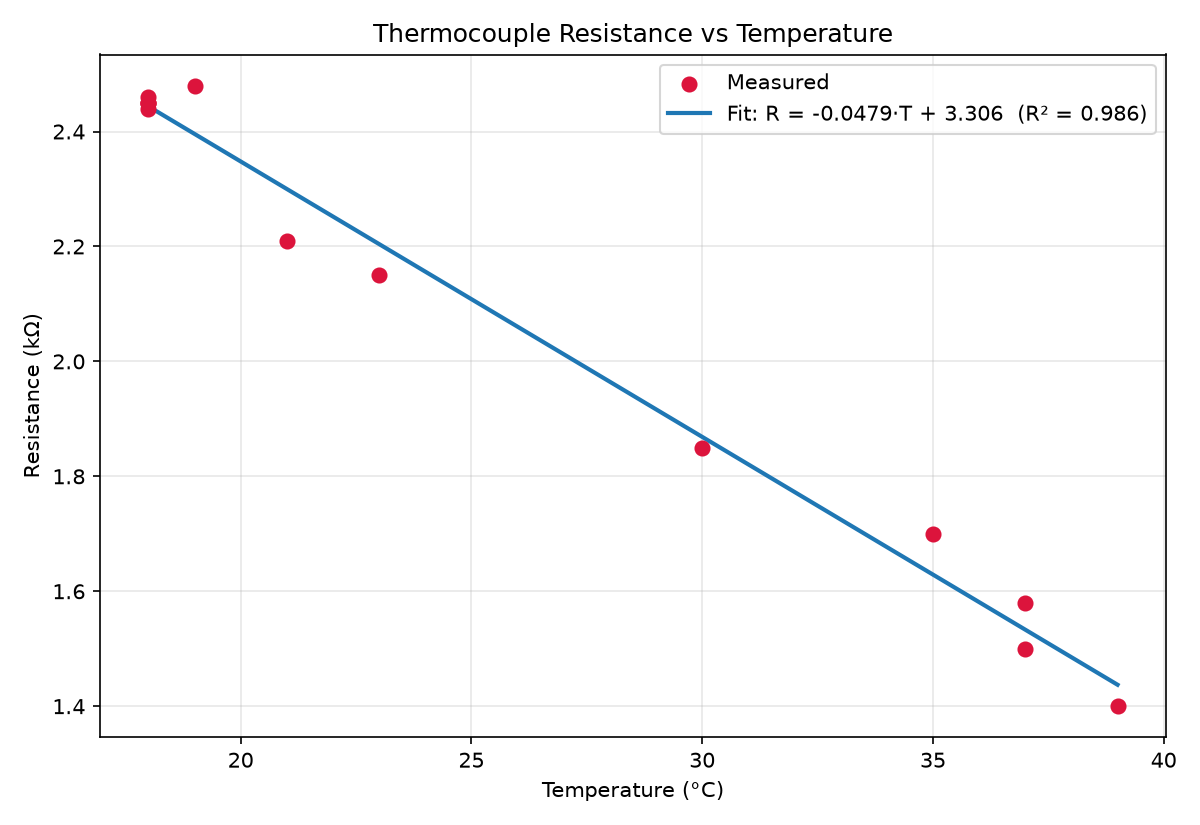 Thermocouple Resistance vs Temperature
Measured
Fit: R = -0.0479·T + 3.306  (R² = 0.986)
Resistance (kΩ)
2.4
2.2
2.0
1.8
1.6
1.4
20
25
30
35
40
Temperature (°C)